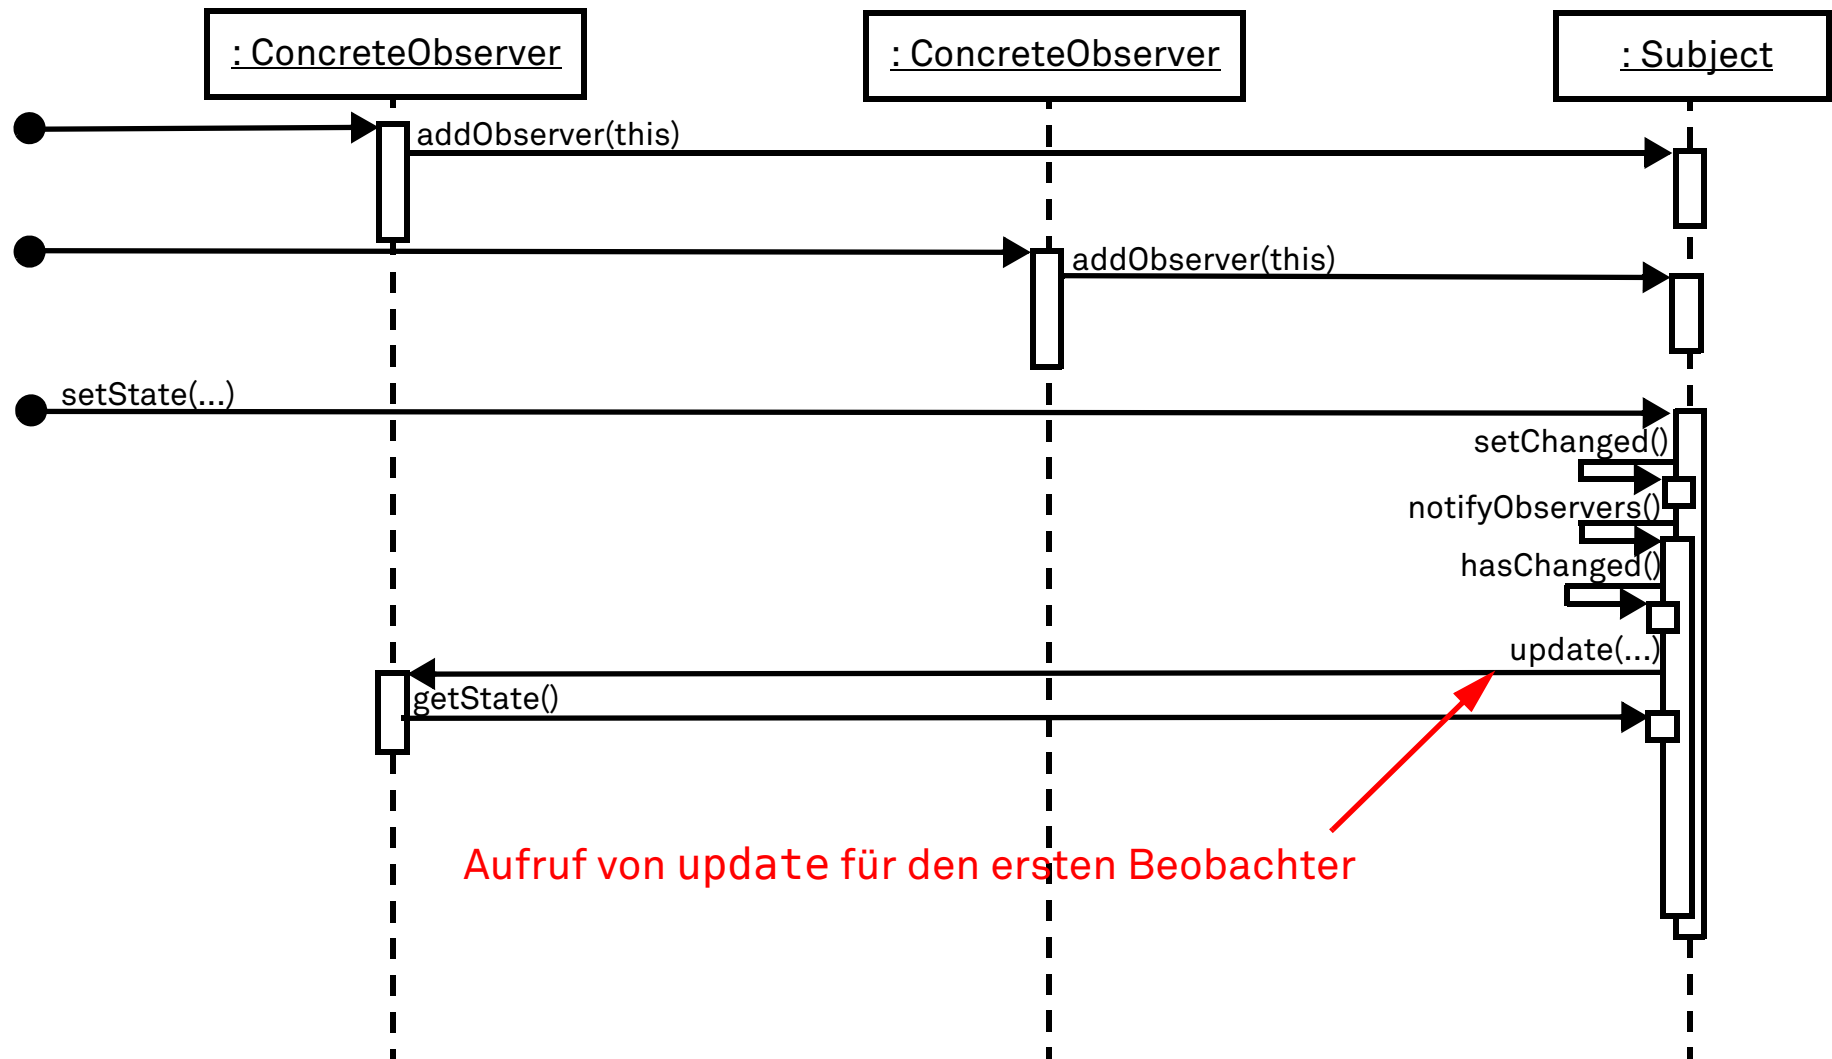 : ConcreteObserver
: ConcreteObserver
: Subject
addObserver(this)
addObserver(this)
setState(...)
setChanged()
notifyObservers()
hasChanged()
update(...)
getState()
Aufruf von update für den ersten Beobachter